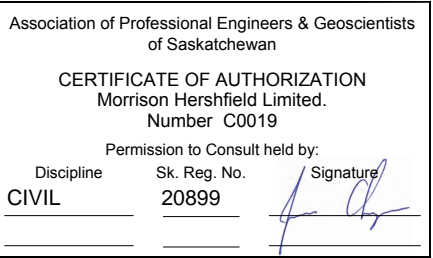 Association of Professional Engineers & Geoscientists
of Saskatchewan
CERTIFICATE OF AUTHORIZATION
Morrison Hershfield Limited.
Number C0019
Permission to Consult held by:
Discipline Sk. Reg. No. Signature
CIVIL 20899